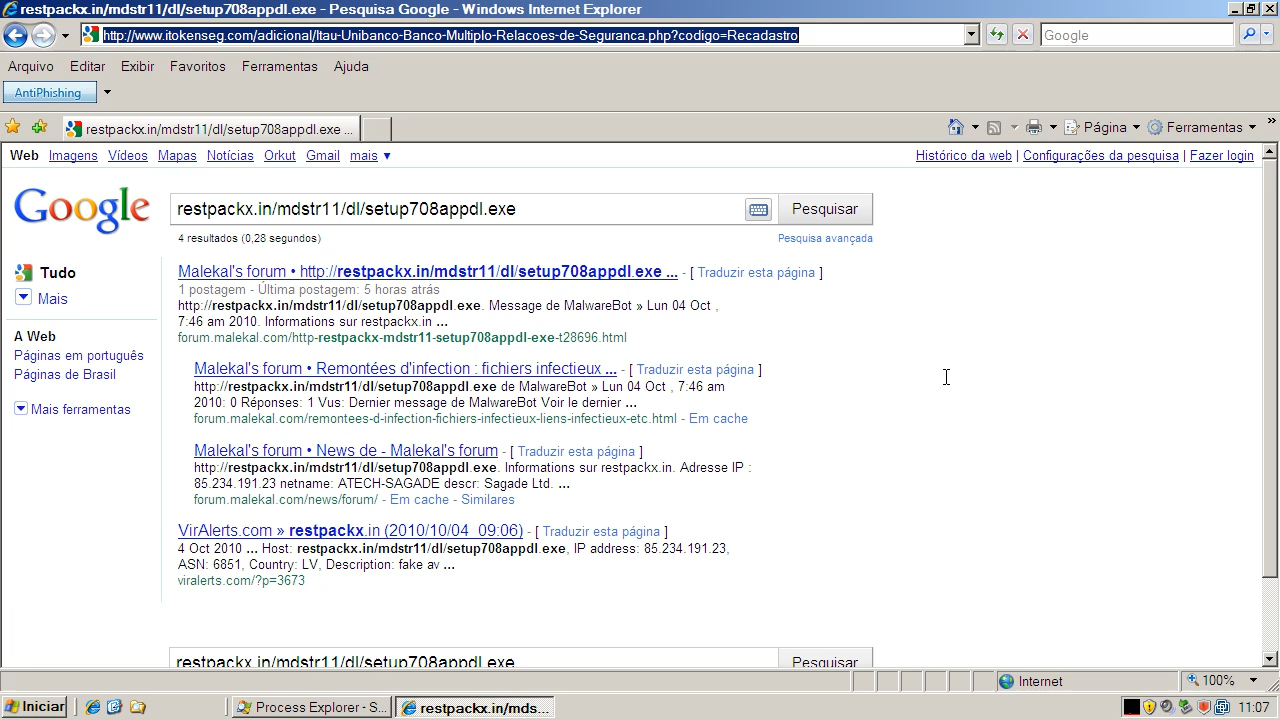 restpackx.in/mdstr11/dl/setup708appdl.exe - Pesquisa Google - Windows Internet Explorer
http://www.itokenseg.com/adicional/Itau-Unibanco-Banco-Multiplo-Relacoes-de-Seguranca.php?codigo=Recadastro
Google
Arquivo Editar Exibir Favoritos Ferramentas Ajuda
AntiPhishing
restpackx.in/mdstr11/dl/setup708appdl.exe ...
Página Ferramentas »
Web Imagens Vídeos Mapas Notícias Orkut Gmail mais ▼
Histórico da web | Configurações da pesquisa | Fazer login
Google
restpackx.in/mdstr11/dl/setup708appdl.exe
Pesquisar
4 resultados (0,28 segundos)
Pesquisa avançada
Tudo
Mais
A Web
Páginas em português
Páginas de Brasil
Mais ferramentas
Malekal's forum • http://restpackx.in/mdstr11/dl/setup708appdl.exe ... - [ Traduzir esta página ]
1 postagem - Última postagem: 5 horas atrás
http://restpackx.in/mdstr11/dl/setup708appdl.exe. Message de MalwareBot » Lun 04 Oct ,
7:46 am 2010. Informations sur restpackx.in ...
forum.malekal.com/http-restpackx-mdstr11-setup708appdl-exe-t28696.html
Malekal's forum • Remontées d'infection : fichiers infectieux ... - [ Traduzir esta página ]
http://restpackx.in/mdstr11/dl/setup708appdl.exe de MalwareBot » Lun 04 Oct , 7:46 am
2010: 0 Réponses: 1 Vus: Dernier message de MalwareBot Voir le dernier ...
forum.malekal.com/remontees-d-infection-fichiers-infectieux-liens-infectieux-etc.html - Em cache
Malekal's forum • News de - Malekal's forum - [ Traduzir esta página ]
http://restpackx.in/mdstr11/dl/setup708appdl.exe. Informations sur restpackx.in. Adresse IP :
85.234.191.23 netname: ATECH-SAGADE descr: Sagade Ltd. ...
forum.malekal.com/news/forum/ - Em cache - Similares
VirAlerts.com » restpackx.in (2010/10/04_09:06) - [ Traduzir esta página ]
4 Oct 2010 ... Host: restpackx.in/mdstr11/dl/setup708appdl.exe, IP address: 85.234.191.23,
ASN: 6851, Country: LV, Description: fake av ...
viralerts.com/?p=3673
restpackx.in/mdstr11/dl/setup708appdl.exe
Pesquisar
Internet
100%
Iniciar
Process Explorer - S...
restpackx.in/mds...
11:07